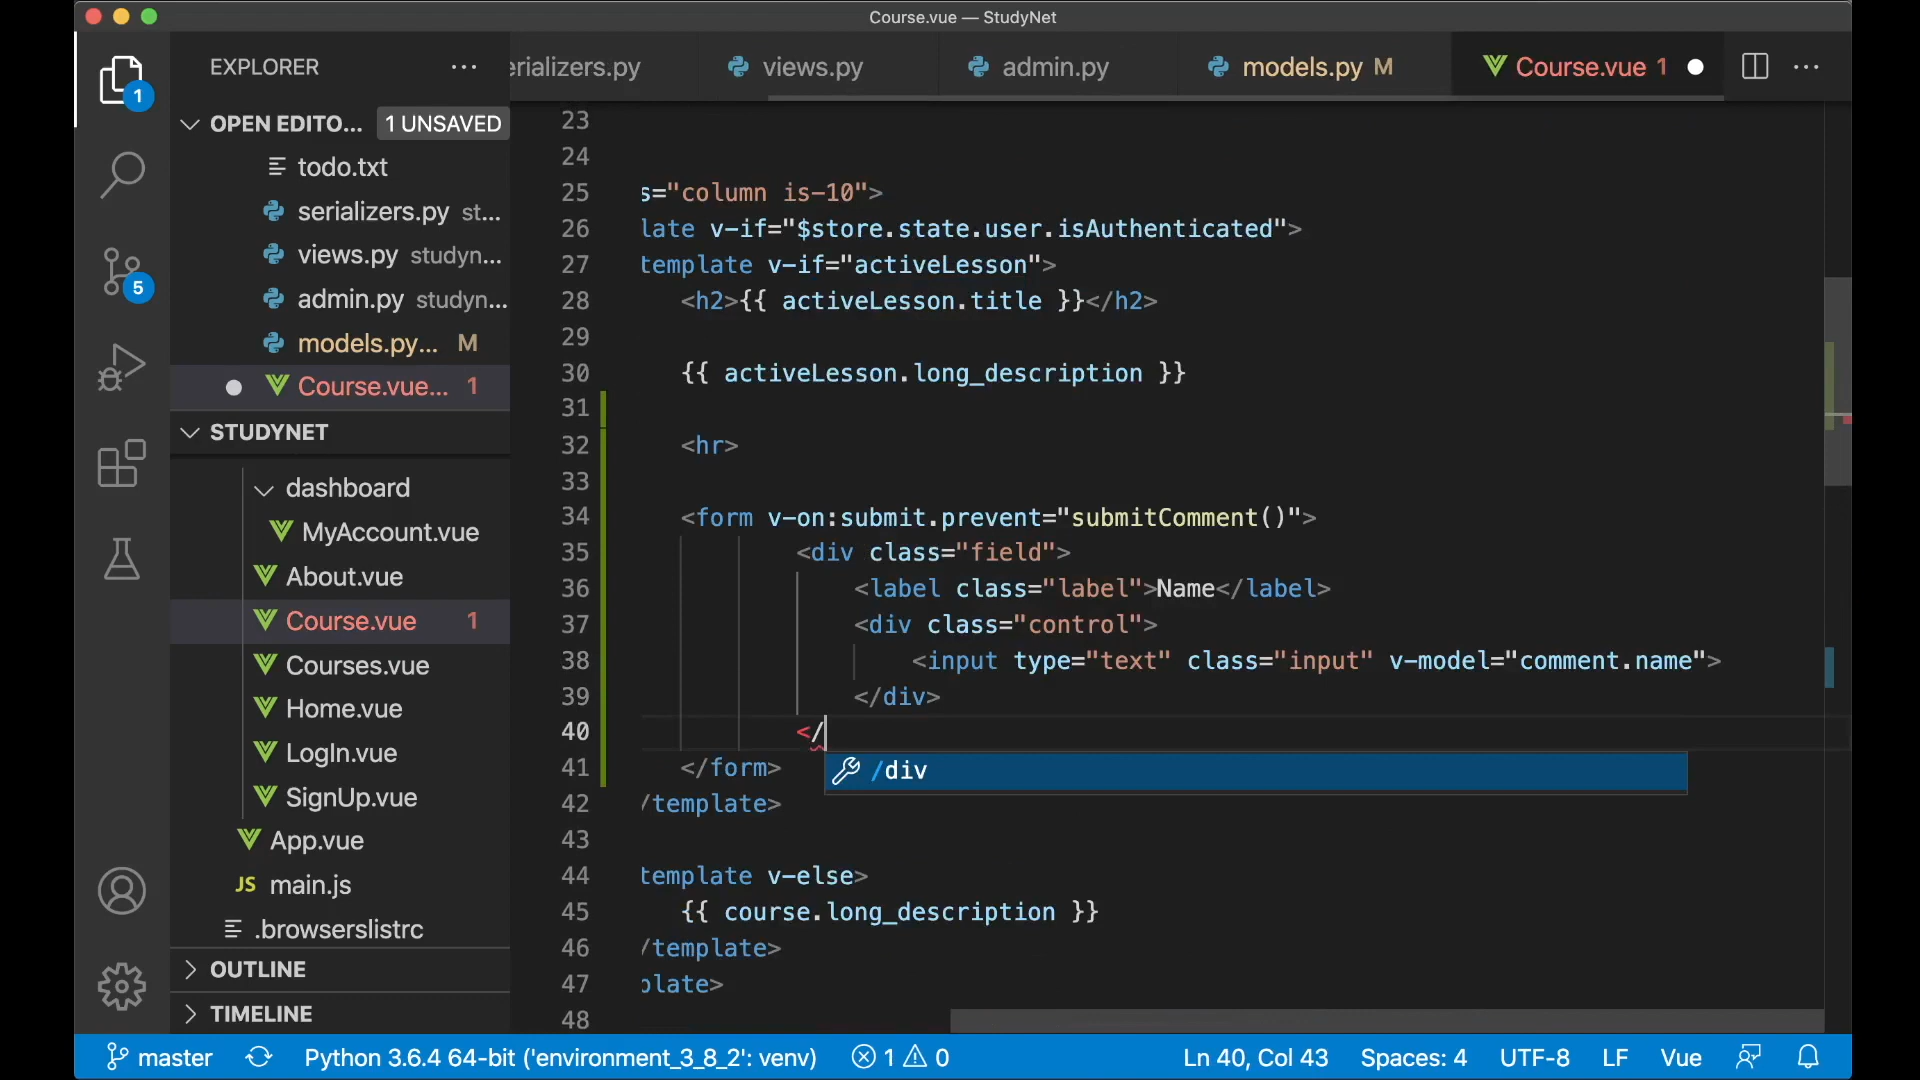 Course.vue — StudyNet
EXPLORER
erializers.py
views.py
admin.py
models.py M
Course.vue 1
1
OPEN EDITO... 1 UNSAVED
todo.txt
serializers.py st...
views.py studyn...
5
admin.py studyn...
models.py... M
Course.vue... 1
STUDYNET
dashboard
MyAccount.vue
About.vue
Course.vue 1
Courses.vue
Home.vue
LogIn.vue
SignUp.vue
App.vue
JS main.js
.browserslistrc
OUTLINE
TIMELINE
23
24
25 s="column is-10">
26 late v-if="$store.state.user.isAuthenticated">
27 template v-if="activeLesson">
28 <h2>{{ activeLesson.title }}</h2>
29
30 {{ activeLesson.long_description }}
31
32 <hr>
33
34 <form v-on:submit.prevent="submitComment()">
35 <div class="field">
36 <label class="label">Name</label>
37 <div class="control">
38 <input type="text" class="input" v-model="comment.name">
39 </div>
40 </
/div
41 </form>
42 /template>
43
44 template v-else>
45 {{ course.long_description }}
46 /template>
47 plate>
48
master Python 3.6.4 64-bit ('environment_3_8_2': venv) 1 0 Ln 40, Col 43 Spaces: 4 UTF-8 LF Vue